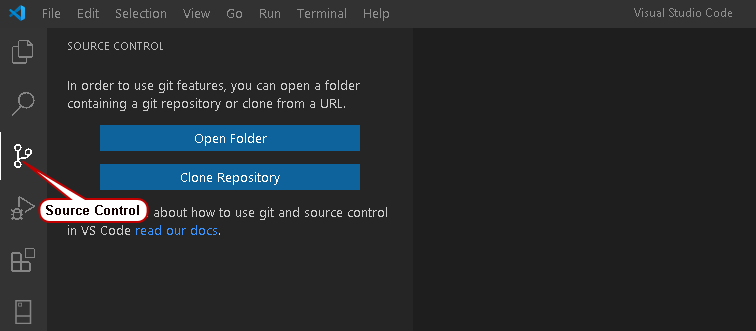 File Edit Selection View Go Run Terminal Help Visual Studio Code
SOURCE CONTROL
In order to use git features, you can open a folder
containing a git repository or clone from a URL.
Open Folder
Clone Repository
Source Control
about how to use git and source control
in VS Code read our docs.